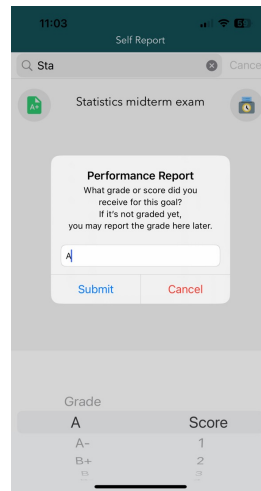 11:03
Self Report
Sta
Cance
A+
Statistics midterm exam
Performance Report
What grade or score did you
receive for this goal?
If it's not graded yet,
you may report the grade here later.
A
Submit Cancel
Grade
A Score
A- 1
B+ 2
B 3